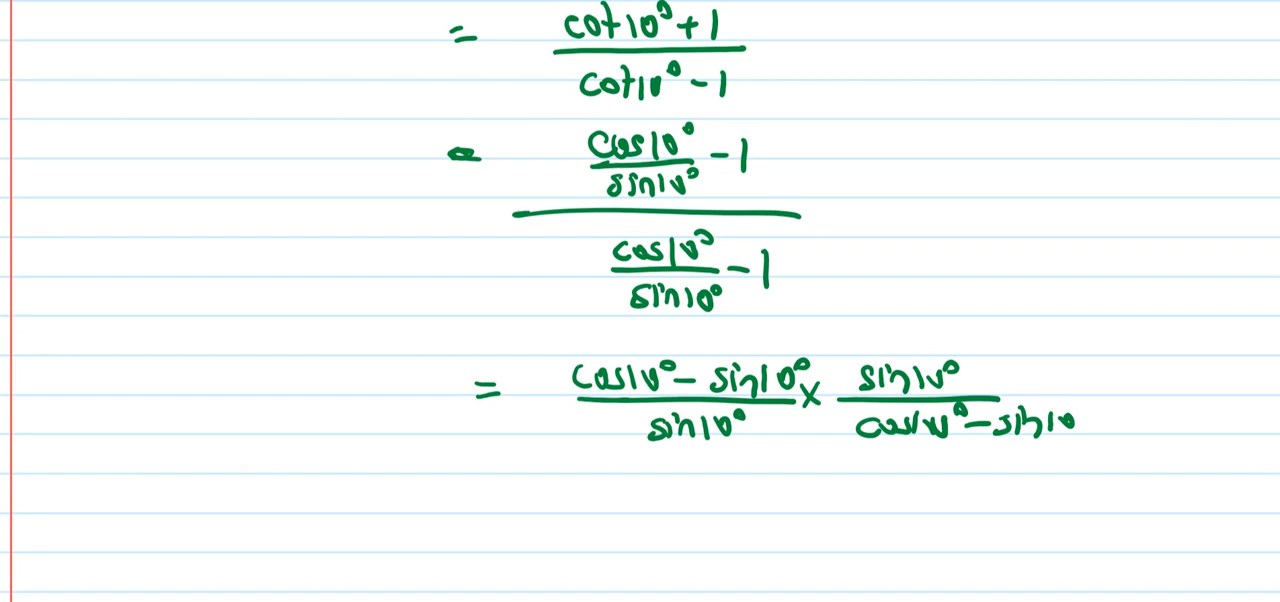 = cot10°+1
cot10°-1
= cos10°/sin10° - 1
cos10°/sin10° - 1
= cos10° - sin10°/sin10° × sin10°/cos10° - sin10